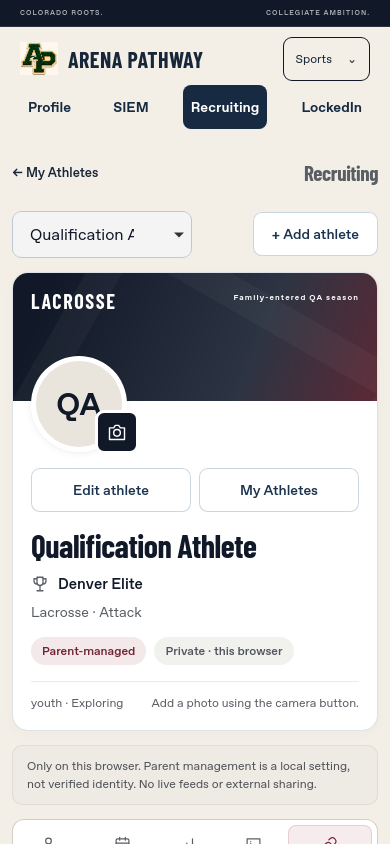 COLORADO ROOTS. COLLEGIATE AMBITION.
AP ARENA PATHWAY Sports
Profile SIEM Recruiting LockedIn
← My Athletes Recruiting
Qualification A + Add athlete
LACROSSE Family-entered QA season
QA
Edit athlete My Athletes
Qualification Athlete
Denver Elite
Lacrosse · Attack
Parent-managed Private · this browser
youth · Exploring Add a photo using the camera button.
Only on this browser. Parent management is a local setting,
not verified identity. No live feeds or external sharing.